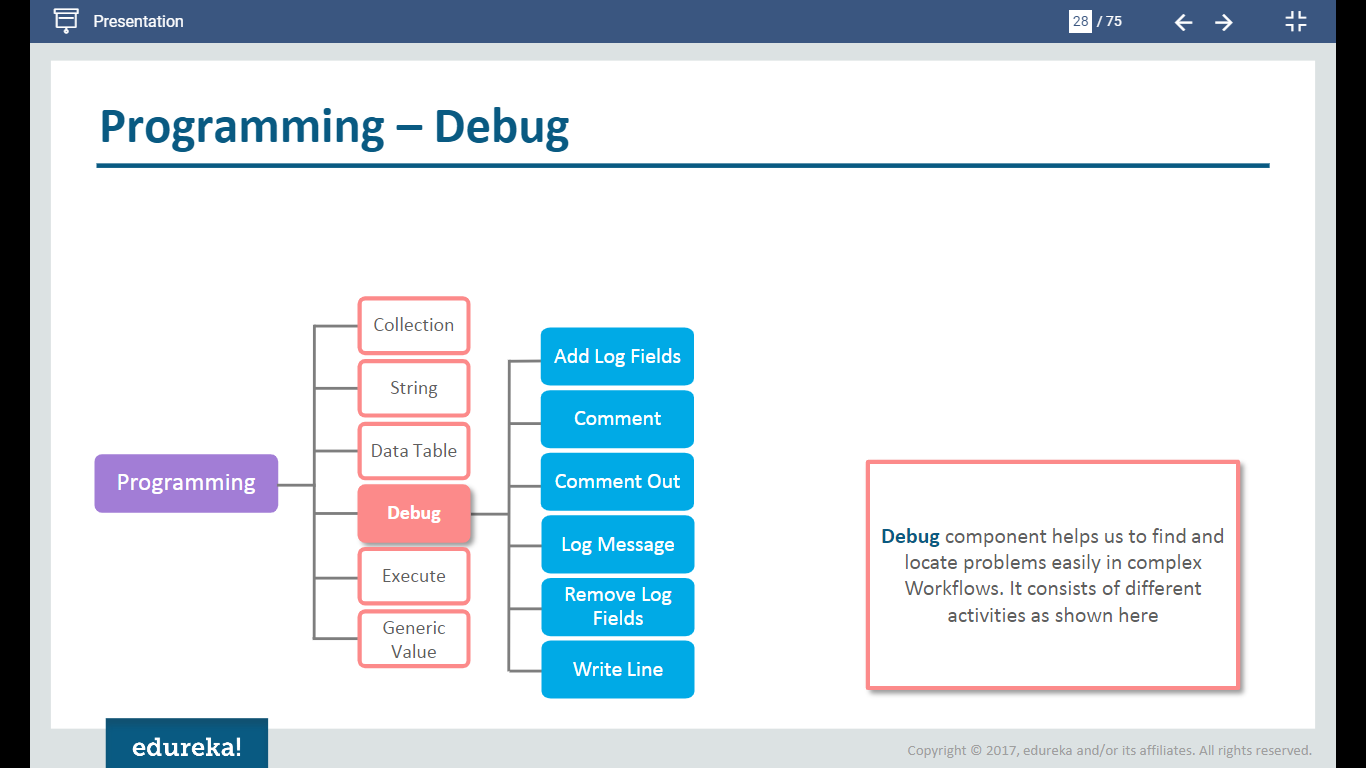 Presentation
28 / 75
Programming – Debug
Collection
String
Data Table
Programming
Debug
Execute
Generic
Value
Add Log Fields
Comment
Comment Out
Log Message
Remove Log
Fields
Write Line
Debug component helps us to find and
locate problems easily in complex
Workflows. It consists of different
activities as shown here
edureka!
Copyright © 2017, edureka and/or its affiliates. All rights reserved.